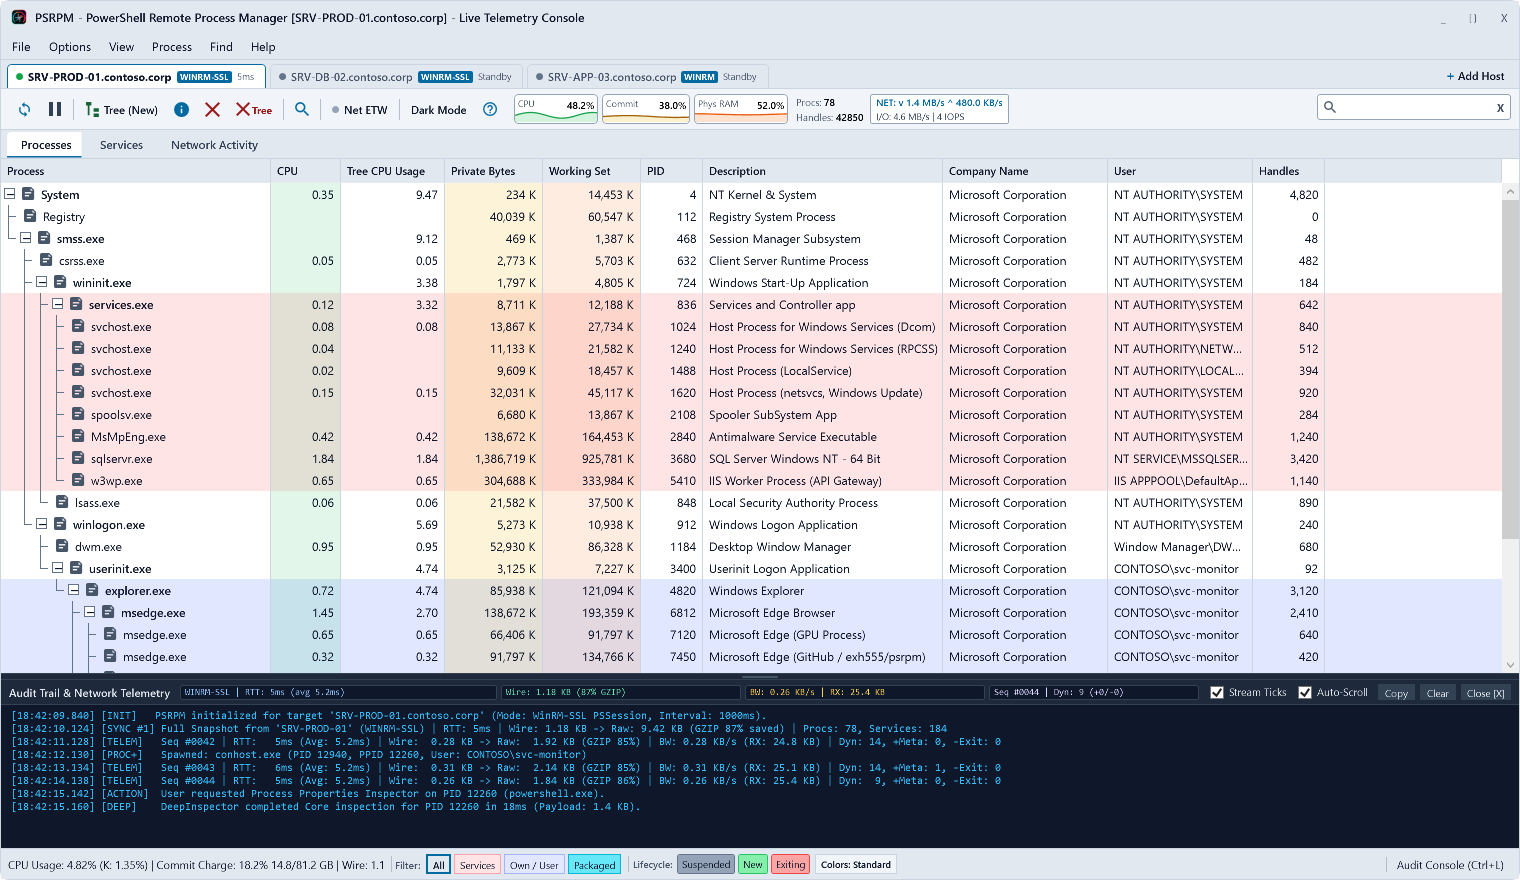 PSRPM - PowerShell Remote Process Manager [SRV-PROD-01.contoso.corp] - Live Telemetry Console
File Options View Process Find Help
SRV-PROD-01.contoso.corp WINRM-SSL 5ms SRV-DB-02.contoso.corp WINRM-SSL Standby SRV-APP-03.contoso.corp WINRM Standby + Add Host
Tree (New) Tree Net ETW Dark Mode CPU 48.2% Commit 38.0% Phys RAM 52.0% Procs: 78 NET: v 1.4 MB/s ^ 480.0 KB/s X
Handles: 42850 I/O: 4.6 MB/s | 4 IOPS
Processes Services Network Activity
Process CPU Tree CPU Usage Private Bytes Working Set PID Description Company Name User Handles
System 0.35 9.47 234 K 14,453 K 4 NT Kernel & System Microsoft Corporation NT AUTHORITY\SYSTEM 4,820
Registry 40,039 K 60,547 K 112 Registry System Process Microsoft Corporation NT AUTHORITY\SYSTEM 0
smss.exe 9.12 469 K 1,387 K 468 Session Manager Subsystem Microsoft Corporation NT AUTHORITY\SYSTEM 48
csrss.exe 0.05 0.05 2,773 K 5,703 K 632 Client Server Runtime Process Microsoft Corporation NT AUTHORITY\SYSTEM 482
wininit.exe 3.38 1,797 K 4,805 K 724 Windows Start-Up Application Microsoft Corporation NT AUTHORITY\SYSTEM 184
services.exe 0.12 3.32 8,711 K 12,188 K 836 Services and Controller app Microsoft Corporation NT AUTHORITY\SYSTEM 642
svchost.exe 0.08 0.08 13,867 K 27,734 K 1024 Host Process for Windows Services (Dcom) Microsoft Corporation NT AUTHORITY\SYSTEM 840
svchost.exe 0.04 11,133 K 21,582 K 1240 Host Process for Windows Services (RPCSS) Microsoft Corporation NT AUTHORITY\NETW... 512
svchost.exe 0.02 9,609 K 18,457 K 1488 Host Process (LocalService) Microsoft Corporation NT AUTHORITY\LOCAL... 394
svchost.exe 0.15 0.15 32,031 K 45,117 K 1620 Host Process (netsvcs, Windows Update) Microsoft Corporation NT AUTHORITY\SYSTEM 920
spoolsv.exe 6,680 K 13,867 K 2108 Spooler SubSystem App Microsoft Corporation NT AUTHORITY\SYSTEM 284
MsMpEng.exe 0.42 0.42 138,672 K 164,453 K 2840 Antimalware Service Executable Microsoft Corporation NT AUTHORITY\SYSTEM 1,240
sqlservr.exe 1.84 1.84 1,386,719 K 925,781 K 3680 SQL Server Windows NT - 64 Bit Microsoft Corporation NT SERVICE\MSSQLSER... 3,420
w3wp.exe 0.65 0.65 304,688 K 333,984 K 5410 IIS Worker Process (API Gateway) Microsoft Corporation IIS APPPOOL\DefaultAp... 1,140
lsass.exe 0.06 0.06 21,582 K 37,500 K 848 Local Security Authority Process Microsoft Corporation NT AUTHORITY\SYSTEM 890
winlogon.exe 5.69 5,273 K 10,938 K 912 Windows Logon Application Microsoft Corporation NT AUTHORITY\SYSTEM 240
dwm.exe 0.95 0.95 52,930 K 86,328 K 1184 Desktop Window Manager Microsoft Corporation Window Manager\DW... 680
userinit.exe 4.74 3,125 K 7,227 K 3400 Userinit Logon Application Microsoft Corporation CONTOSO\svc-monitor 92
explorer.exe 0.72 4.74 85,938 K 121,094 K 4820 Windows Explorer Microsoft Corporation CONTOSO\svc-monitor 3,120
msedge.exe 1.45 2.70 138,672 K 193,359 K 6812 Microsoft Edge Browser Microsoft Corporation CONTOSO\svc-monitor 2,410
msedge.exe 0.65 0.65 66,406 K 91,797 K 7120 Microsoft Edge (GPU Process) Microsoft Corporation CONTOSO\svc-monitor 640
msedge.exe 0.32 0.32 91,797 K 134,766 K 7450 Microsoft Edge (GitHub / exh555/psrpm) Microsoft Corporation CONTOSO\svc-monitor 420
Audit Trail & Network Telemetry WINRM-SSL | RTT: 5ms (avg 5.2ms) Wire: 1.18 KB (87% GZIP) BW: 0.26 KB/s | RX: 25.4 KB Seq #0044 | Dyn: 9 (+0/-0) Stream Ticks Auto-Scroll Copy Clear Close [X]
[18:42:09.840] [INIT] PSRPM initialized for target 'SRV-PROD-01.contoso.corp' (Mode: WinRM-SSL PSSession, Interval: 1000ms).
[18:42:10.124] [SYNC #1] Full Snapshot from 'SRV-PROD-01' (WINRM-SSL) | RTT: 5ms | Wire: 1.18 KB -> Raw: 9.42 KB (GZIP 87% saved) | Procs: 78, Services: 184
[18:42:11.128] [TELEM] Seq #0042 | RTT: 5ms (Avg: 5.2ms) | Wire: 0.28 KB -> Raw: 1.92 KB (GZIP 85%) | BW: 0.28 KB/s (RX: 24.8 KB) | Dyn: 14, +Meta: 0, -Exit: 0
[18:42:12.130] [PROC+] Spawned: conhost.exe (PID 12940, PPID 12260, User: CONTOSO\svc-monitor)
[18:42:13.134] [TELEM] Seq #0043 | RTT: 6ms (Avg: 5.2ms) | Wire: 0.31 KB -> Raw: 2.14 KB (GZIP 85%) | BW: 0.31 KB/s (RX: 25.1 KB) | Dyn: 14, +Meta: 1, -Exit: 0
[18:42:14.138] [TELEM] Seq #0044 | RTT: 5ms (Avg: 5.2ms) | Wire: 0.26 KB -> Raw: 1.84 KB (GZIP 86%) | BW: 0.26 KB/s (RX: 25.4 KB) | Dyn: 9, +Meta: 0, -Exit: 0
[18:42:15.142] [ACTION] User requested Process Properties Inspector on PID 12260 (powershell.exe).
[18:42:15.160] [DEEP] DeepInspector completed Core inspection for PID 12260 in 18ms (Payload: 1.4 KB).
CPU Usage: 4.82% (K: 1.35%) | Commit Charge: 18.2% 14.8/81.2 GB | Wire: 1.1 Filter: All Services Own / User Packaged Lifecycle: Suspended New Exiting Colors: Standard Audit Console (Ctrl+L)